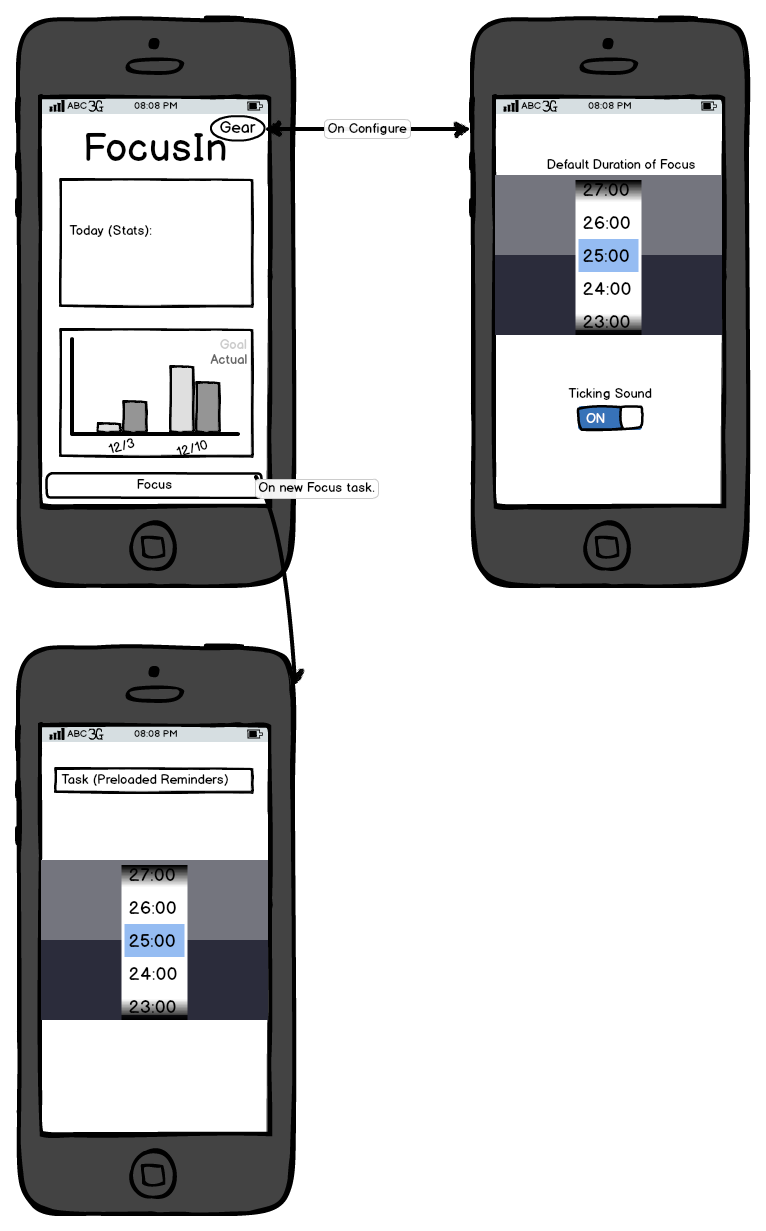 ABC 3G 08:08 PM
Gear
FocusIn
Today (Stats):
Goal
Actual
12/3 12/10
Focus
On Configure
On new Focus task.
ABC 3G 08:08 PM
Default Duration of Focus
27:00
26:00
25:00
24:00
23:00
Ticking Sound
ON
ABC 3G 08:08 PM
Task (Preloaded Reminders)
27:00
26:00
25:00
24:00
23:00